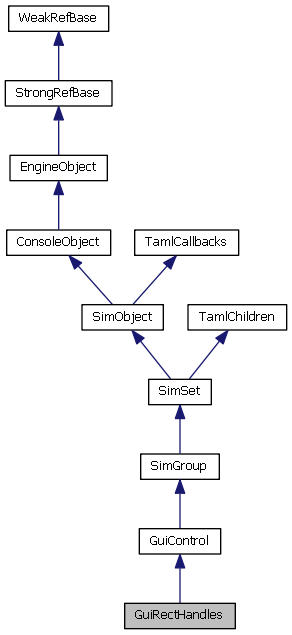 WeakRefBase
StrongRefBase
EngineObject
ConsoleObject
TamlCallbacks
SimObject
TamlChildren
SimSet
SimGroup
GuiControl
GuiRectHandles